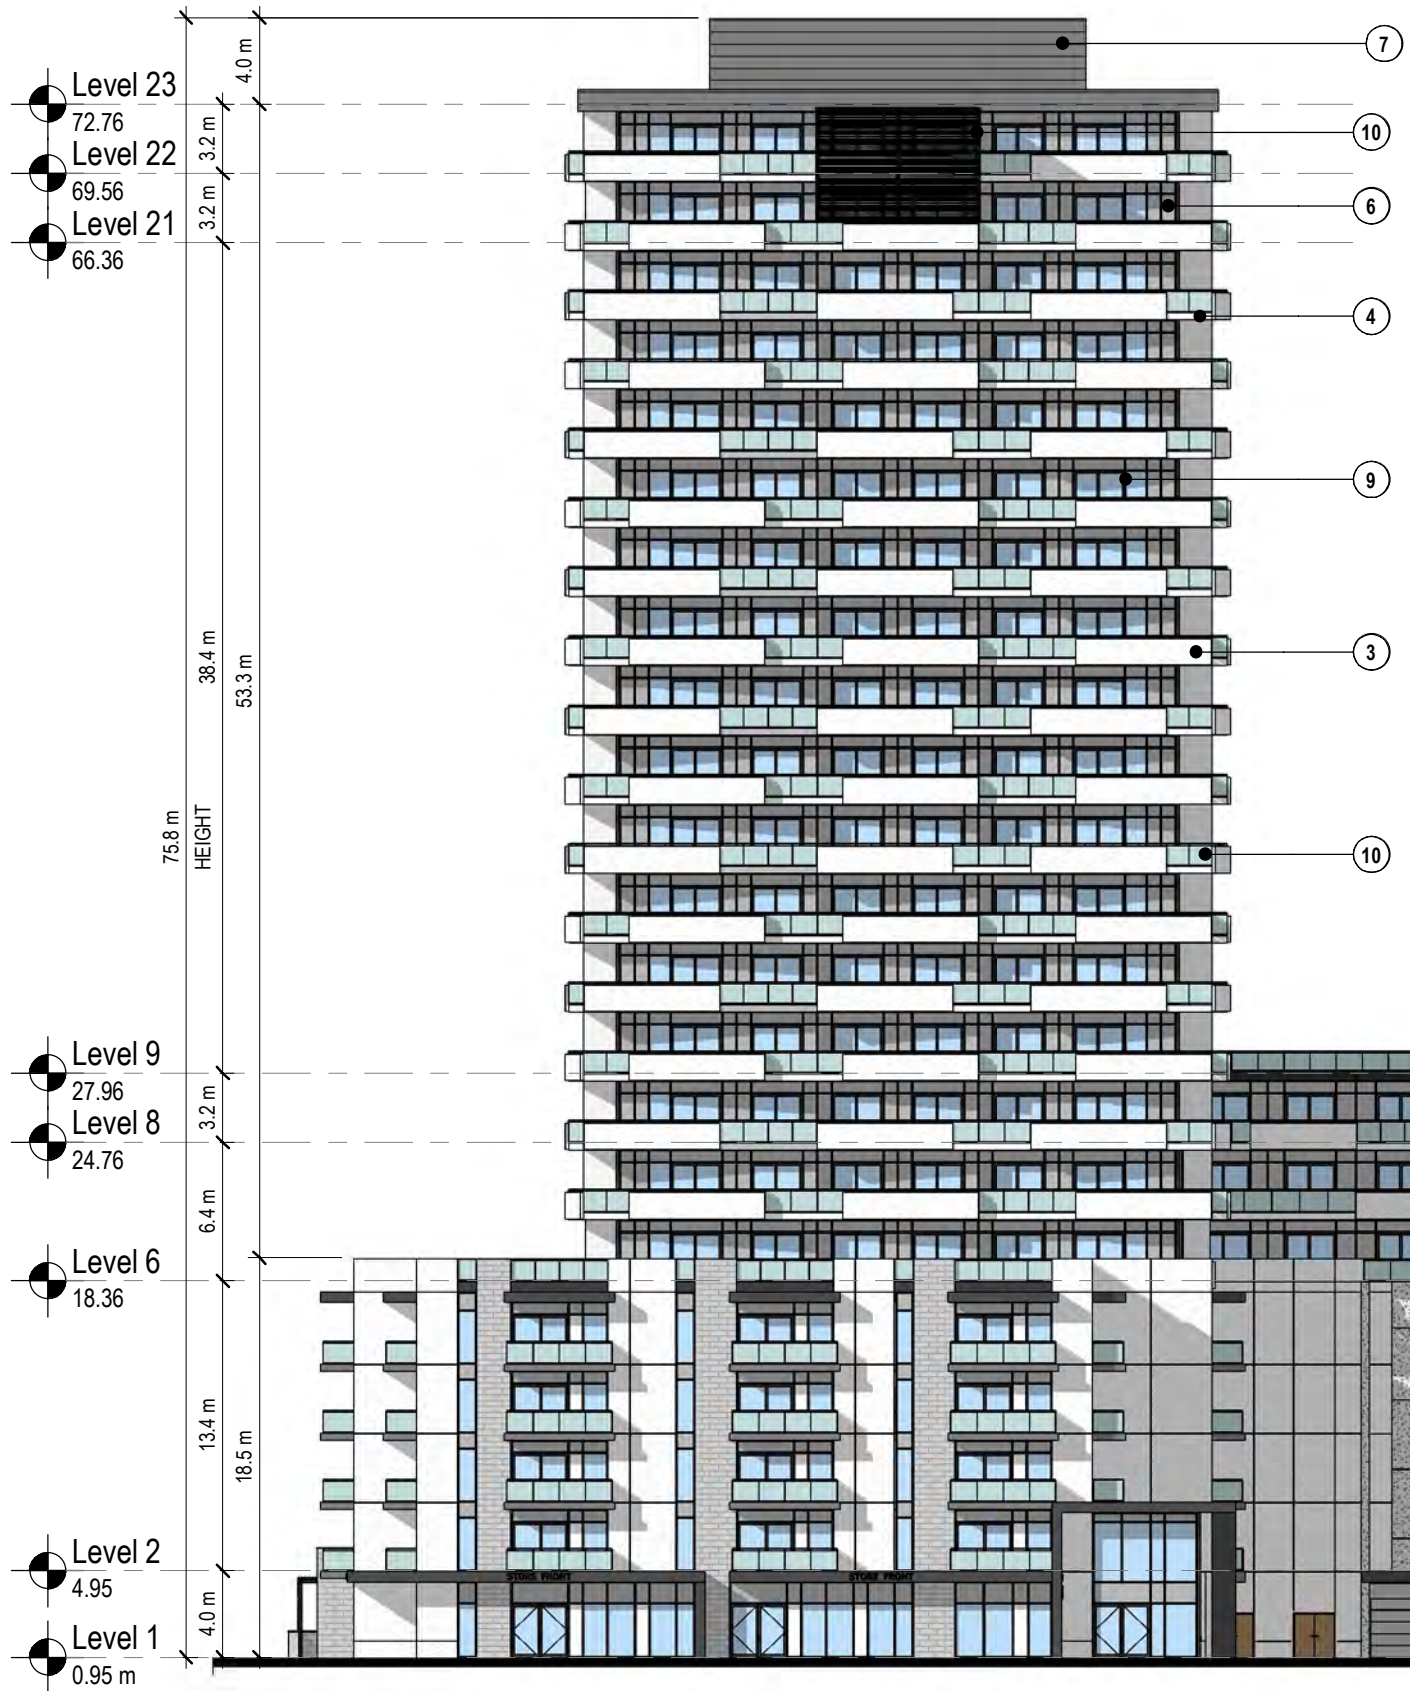 7
4.0 m
Level 23
72.76
10
3.2 m
Level 22
69.56
6
3.2 m
Level 21
66.36
4
9
3
38.4 m
53.3 m
75.8 m
HEIGHT
10
Level 9
27.96
3.2 m
Level 8
24.76
6.4 m
Level 6
18.36
13.4 m
18.5 m
Level 2
4.95
STORE FRONT
STORE FRONT
4.0 m
Level 1
0.95 m